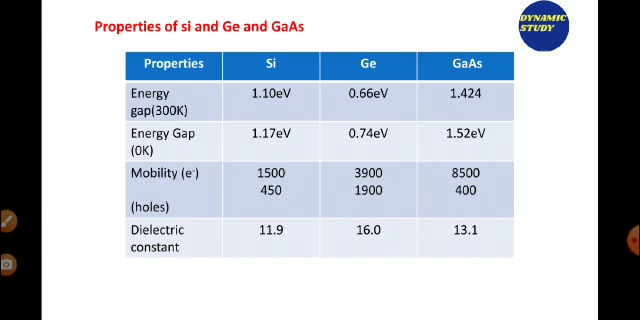 Properties of si and Ge and GaAs
DYNAMIC
STUDY
Properties Si Ge GaAs
Energy 1.10eV 0.66eV 1.424
gap(300K)
Energy Gap 1.17eV 0.74eV 1.52eV
(0K)
Mobility (e-) 1500 3900 8500
450 1900 400
(holes)
Dielectric 11.9 16.0 13.1
constant